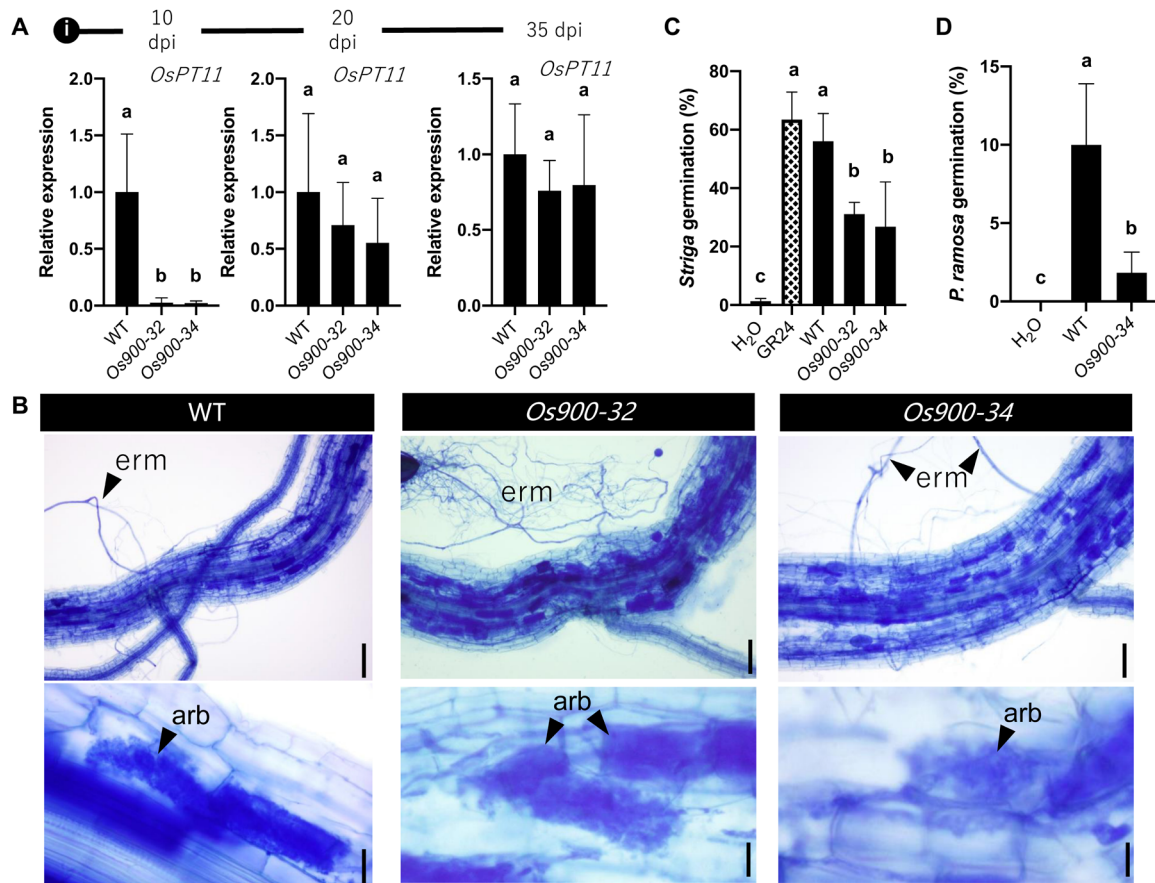 A
i
10
dpi
20
dpi
35 dpi
OsPT11
Relative expression
2.0
1.5
1.0
0.5
0.0
a
b
b
WT
Os900-32
Os900-34
OsPT11
Relative expression
2.0
1.5
1.0
0.5
0.0
a
a
a
WT
Os900-32
Os900-34
OsPT11
Relative expression
1.5
1.0
0.5
0.0
a
a
a
WT
Os900-32
Os900-34
C
Striga germination (%)
80
60
40
20
0
c
a
a
b
b
H₂O
GR24
WT
Os900-32
Os900-34
D
P. ramosa germination (%)
15
10
5
0
c
a
b
H₂O
WT
Os900-34
B
WT
Os900-32
Os900-34
erm
erm
erm
arb
arb
arb